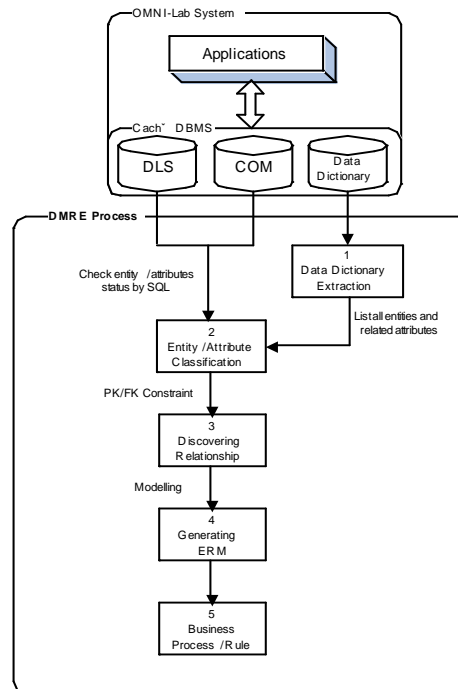 OMNI-Lab System
Applications
Cachˇ DBMS
DLS
COM
Data
Dictionary
DMRE Process
1
Data Dictionary
Extraction
Check entity /attributes
status by SQL
List all entities and
related attributes
2
Entity /Attribute
Classification
PK/FK Constraint
3
Discovering
Relationship
Modelling
4
Generating
ERM
5
Business
Process /Rule